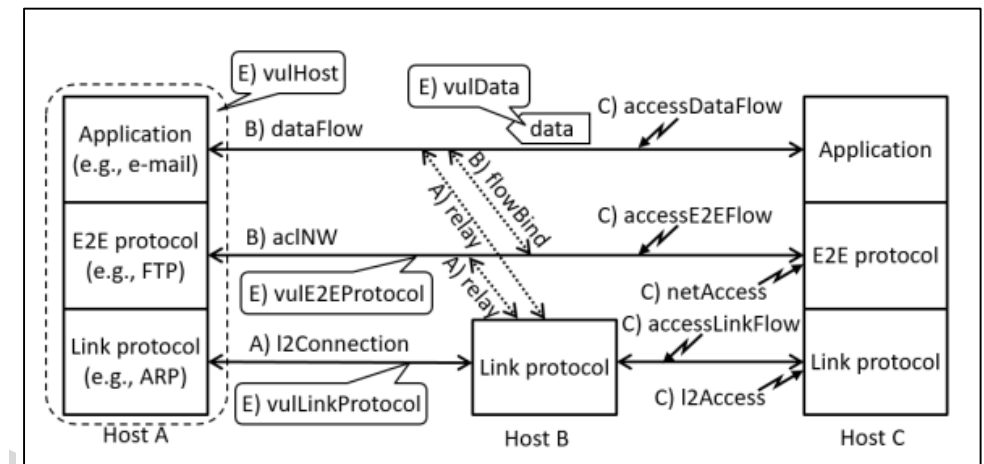 E) vulHost
E) vulData
C) accessDataFlow
Application
(e.g., e-mail)
B) dataFlow
data
Application
B) flowBind
A) relay
C) accessE2EFlow
E2E protocol
(e.g., FTP)
B) aclNW
E2E protocol
A) relay
E) vulE2EProtocol
C) netAccess
C) accessLinkFlow
Link protocol
(e.g., ARP)
A) l2Connection
Link protocol
Link protocol
E) vulLinkProtocol
C) l2Access
Host A
Host B
Host C